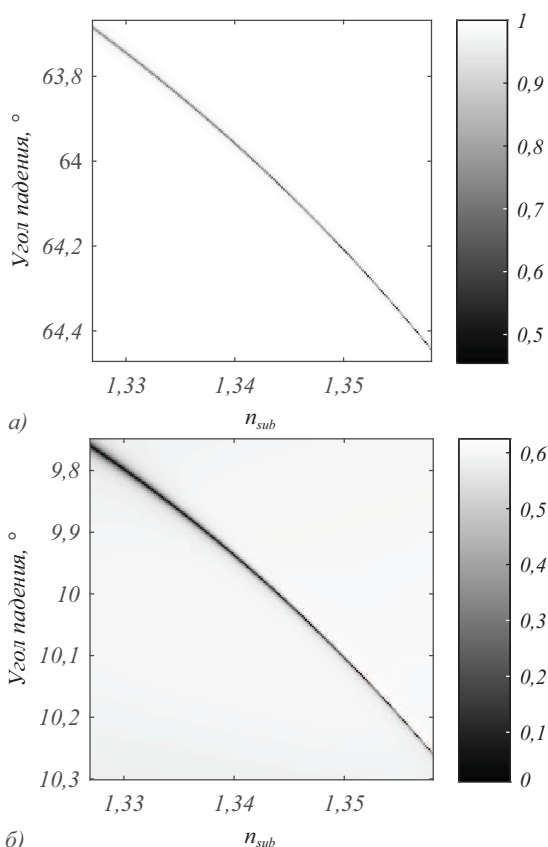 1
63,8
0,9
64
0,8
Угол падения, °
0,7
64,2
0,6
64,4
0,5
1,33 1,34 1,35
n_sub
а)
0,6
9,8
0,5
9,9
0,4
10
Угол падения, °
0,3
10,1
0,2
10,2
0,1
10,3
0
1,33 1,34 1,35
n_sub
б)